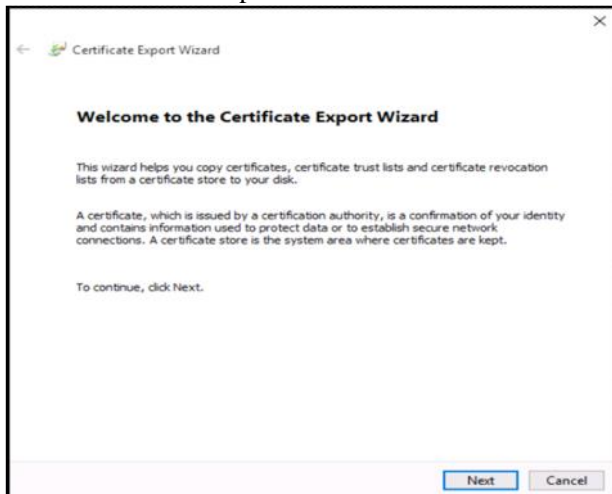 Certificate Export Wizard
Welcome to the Certificate Export Wizard
This wizard helps you copy certificates, certificate trust lists and certificate revocation
lists from a certificate store to your disk.
A certificate, which is issued by a certification authority, is a confirmation of your identity
and contains information used to protect data or to establish secure network
connections. A certificate store is the system area where certificates are kept.
To continue, click Next.
Next Cancel